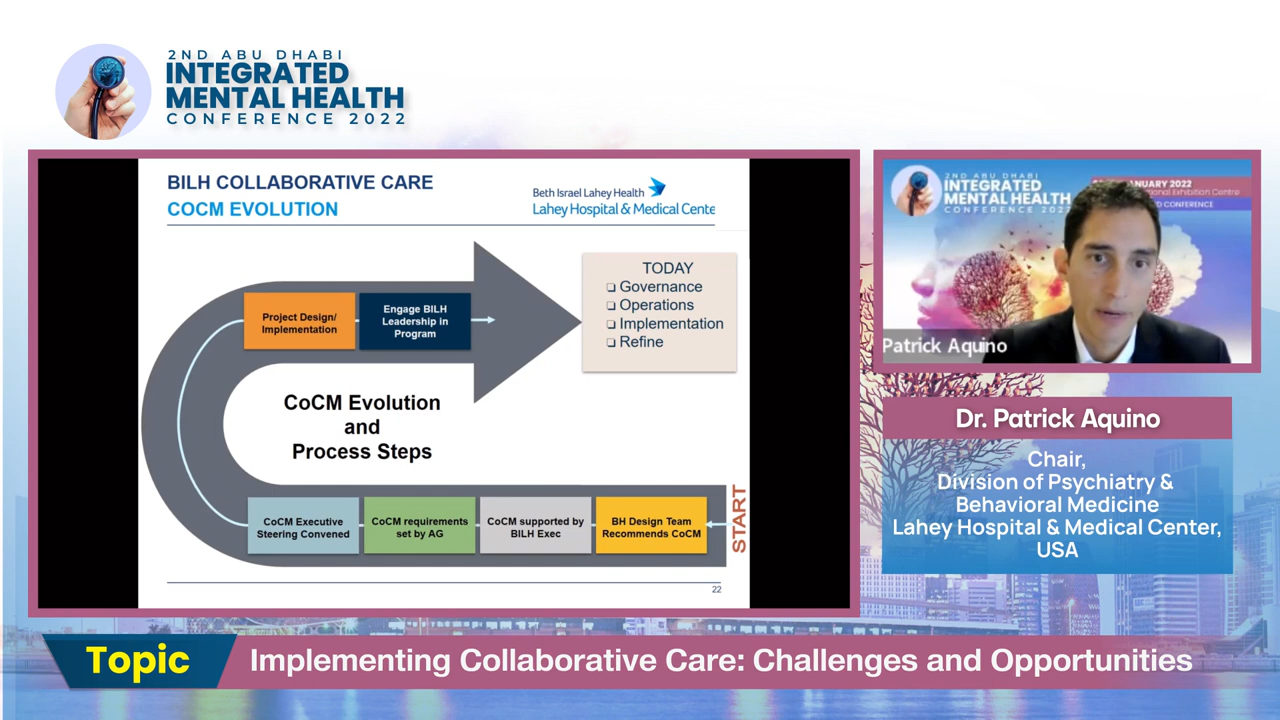 2ND ABU DHABI
INTEGRATED
MENTAL HEALTH
CONFERENCE 2022
BILH COLLABORATIVE CARE
COCM EVOLUTION
Beth Israel Lahey Health
Lahey Hospital & Medical Cente
Project Design/
Implementation
Engage BILH
Leadership in
Program
TODAY
❑ Governance
❑ Operations
❑ Implementation
❑ Refine
CoCM Evolution
and
Process Steps
CoCM Executive
Steering Convened
CoCM requirements
set by AG
CoCM supported by
BILH Exec
BH Design Team
Recommends CoCM
START
22
2ND ABU DHABI
INTEGRATED
MENTAL HEALTH
CONFERENCE 2022
ANUARY 2022
ional Exhibition Centre
D CONFERENCE
Patrick Aquino
Dr. Patrick Aquino
Chair,
Division of Psychiatry &
Behavioral Medicine
Lahey Hospital & Medical Center,
USA
Topic
Implementing Collaborative Care: Challenges and Opportunities